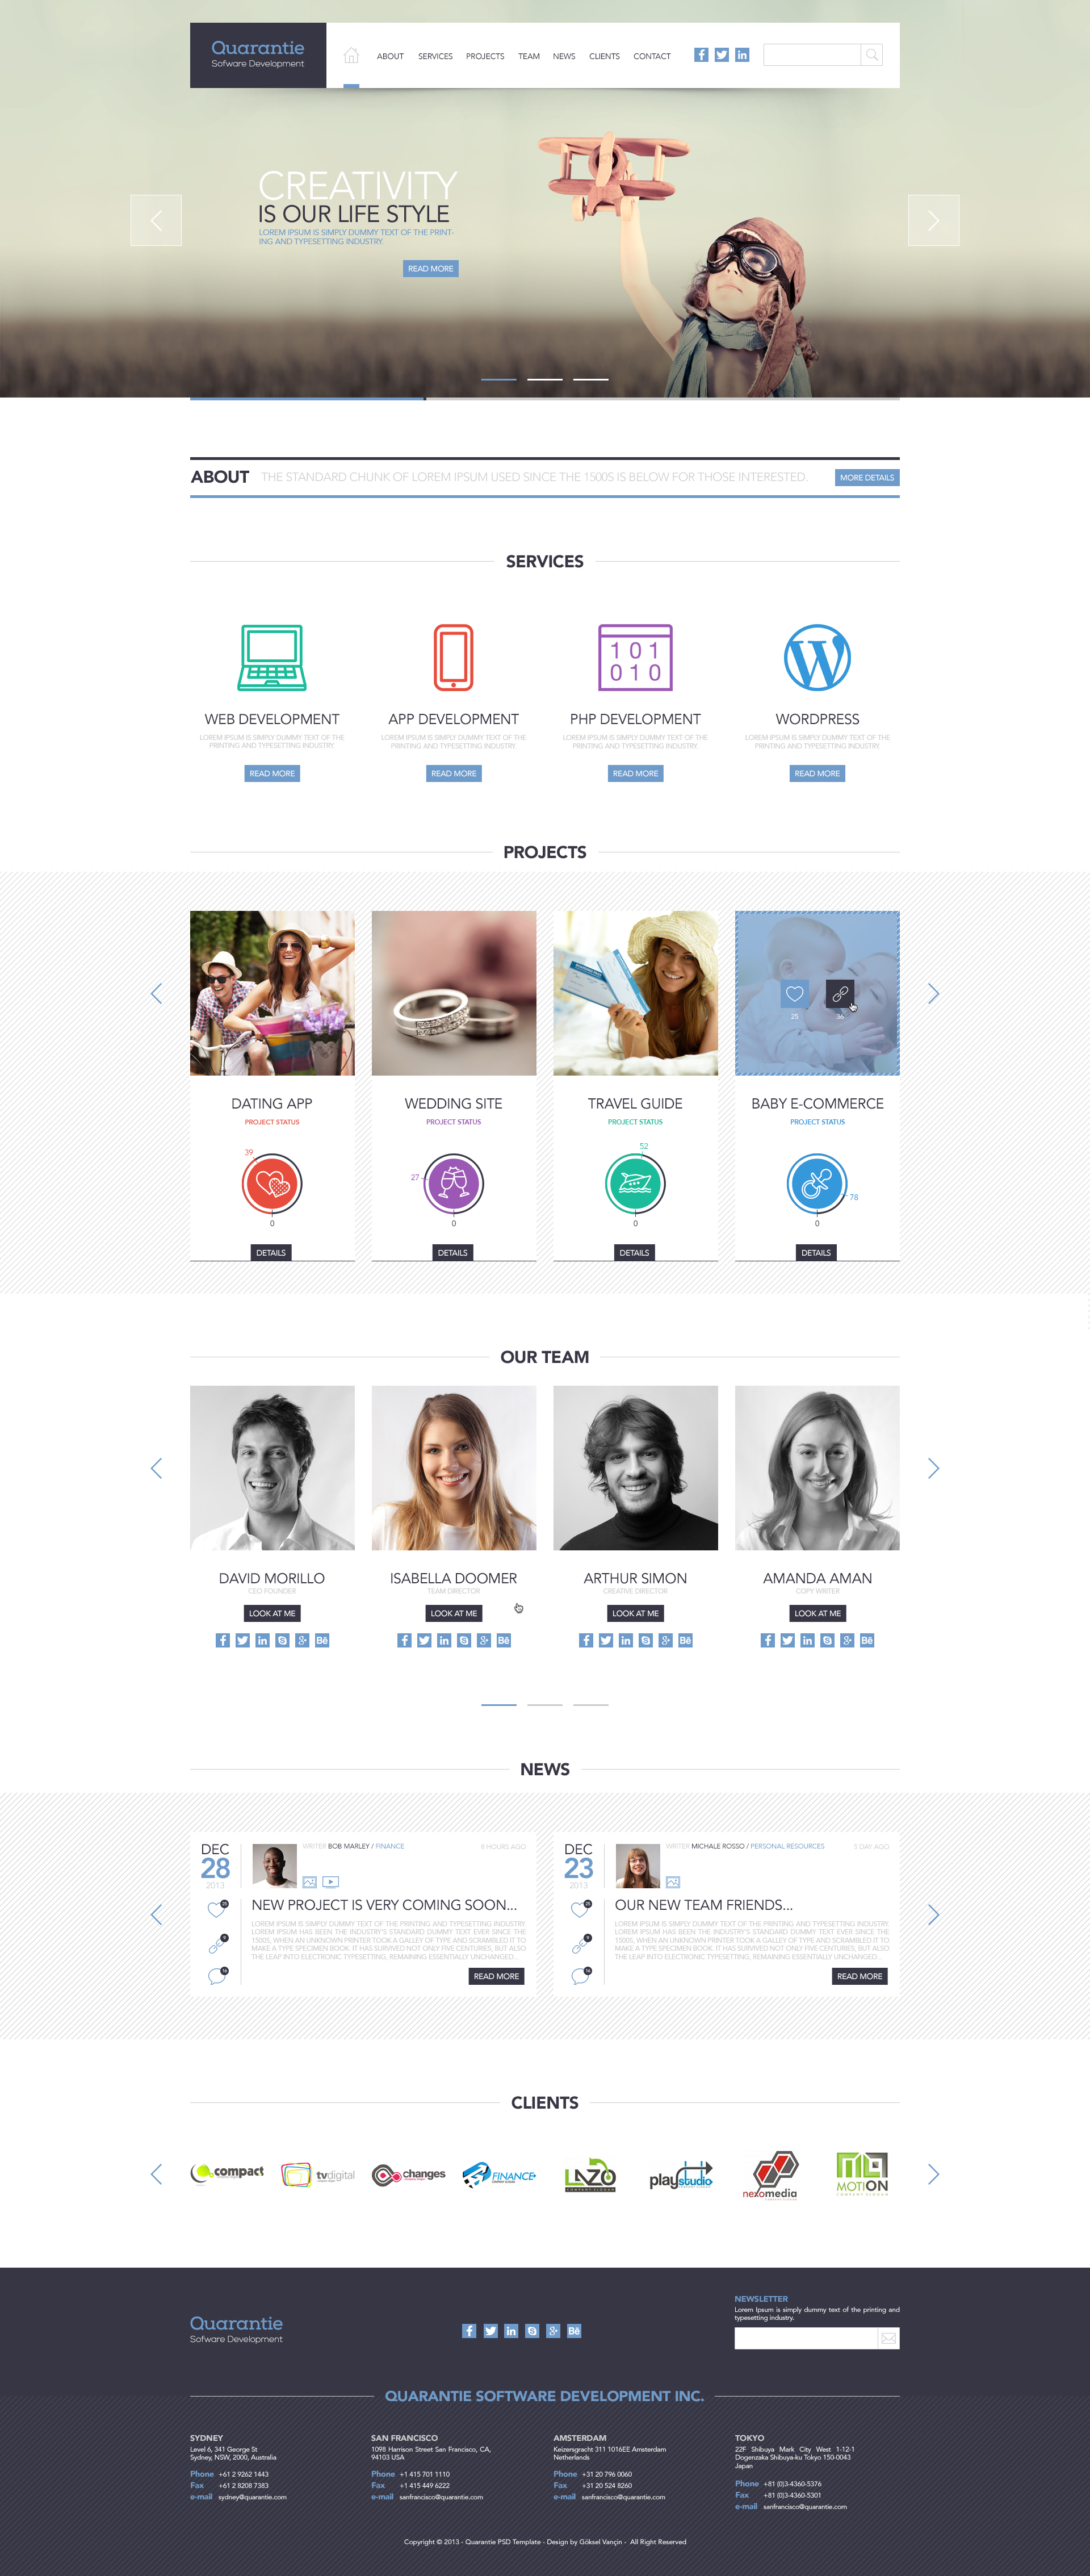 Quarantie
Sofware Development
ABOUT SERVICES PROJECTS TEAM NEWS CLIENTS CONTACT
CREATIVITY
IS OUR LIFE STYLE
LOREM IPSUM IS SIMPLY DUMMY TEXT OF THE PRINT-
ING AND TYPESETTING INDUSTRY.
READ MORE
ABOUT THE STANDARD CHUNK OF LOREM IPSUM USED SINCE THE 1500S IS BELOW FOR THOSE INTERESTED. MORE DETAILS
SERVICES
101
010
WEB DEVELOPMENT APP DEVELOPMENT PHP DEVELOPMENT WORDPRESS
LOREM IPSUM IS SIMPLY DUMMY TEXT OF THE LOREM IPSUM IS SIMPLY DUMMY TEXT OF THE LOREM IPSUM IS SIMPLY DUMMY TEXT OF THE LOREM IPSUM IS SIMPLY DUMMY TEXT OF THE
PRINTING AND TYPESETTING INDUSTRY. PRINTING AND TYPESETTING INDUSTRY. PRINTING AND TYPESETTING INDUSTRY. PRINTING AND TYPESETTING INDUSTRY.
READ MORE READ MORE READ MORE READ MORE
PROJECTS
25 36
DATING APP WEDDING SITE TRAVEL GUIDE BABY E-COMMERCE
PROJECT STATUS PROJECT STATUS PROJECT STATUS PROJECT STATUS
39 27 52 78
0 0 0 0
DETAILS DETAILS DETAILS DETAILS
OUR TEAM
DAVID MORILLO ISABELLA DOOMER ARTHUR SIMON AMANDA AMAN
CEO FOUNDER TEAM DIRECTOR CREATIVE DIRECTOR COPY WRITER
LOOK AT ME LOOK AT ME LOOK AT ME LOOK AT ME
NEWS
DEC
28
2013
WRITER BOB MARLEY / FINANCE
8 HOURS AGO
NEW PROJECT IS VERY COMING SOON...
LOREM IPSUM IS SIMPLY DUMMY TEXT OF THE PRINTING AND TYPESETTING INDUSTRY.
LOREM IPSUM HAS BEEN THE INDUSTRY'S STANDARD DUMMY TEXT EVER SINCE THE
1500S, WHEN AN UNKNOWN PRINTER TOOK A GALLEY OF TYPE AND SCRAMBLED IT TO
MAKE A TYPE SPECIMEN BOOK. IT HAS SURVIVED NOT ONLY FIVE CENTURIES, BUT ALSO
THE LEAP INTO ELECTRONIC TYPESETTING, REMAINING ESSENTIALLY UNCHANGED...
READ MORE
DEC
23
2013
WRITER MICHALE ROSSO / PERSONAL RESOURCES
5 DAY AGO
OUR NEW TEAM FRIENDS...
LOREM IPSUM IS SIMPLY DUMMY TEXT OF THE PRINTING AND TYPESETTING INDUSTRY.
LOREM IPSUM HAS BEEN THE INDUSTRY'S STANDARD DUMMY TEXT EVER SINCE THE
1500S, WHEN AN UNKNOWN PRINTER TOOK A GALLEY OF TYPE AND SCRAMBLED IT TO
MAKE A TYPE SPECIMEN BOOK. IT HAS SURVIVED NOT ONLY FIVE CENTURIES, BUT ALSO
THE LEAP INTO ELECTRONIC TYPESETTING, REMAINING ESSENTIALLY UNCHANGED...
READ MORE
CLIENTS
compact
tvdigital
changes
FINANCE
LAZO
COMPANY SLOGAN
playstudio
nexomedia
MOTION
COMPANY SLOGAN
Quarantie
Sofware Development
NEWSLETTER
Lorem Ipsum is simply dummy text of the printing and
typesetting industry.
QUARANTIE SOFTWARE DEVELOPMENT INC.
SYDNEY
Level 6, 341 George St
Sydney, NSW, 2000, Australia
Phone +61 2 9262 1443
Fax +61 2 8208 7383
e-mail sydney@quarantie.com
SAN FRANCISCO
1098 Harrison Street San Francisco, CA,
94103 USA
Phone +1 415 701 1110
Fax +1 415 449 6222
e-mail sanfrancisco@quarantie.com
AMSTERDAM
Keizersgracht 311 1016EE Amsterdam
Netherlands
Phone +31 20 796 0060
Fax +31 20 524 8260
e-mail sanfrancisco@quarantie.com
TOKYO
22F Shibuya Mark City West 1-12-1
Dogenzaka Shibuya-ku Tokyo 150-0043
Japan
Phone +81 (0)3-4360-5376
Fax +81 (0)3-4360-5301
e-mail sanfrancisco@quarantie.com
Copyright © 2013 - Quarantie PSD Template - Design by Göksel Vançin - All Right Reserved